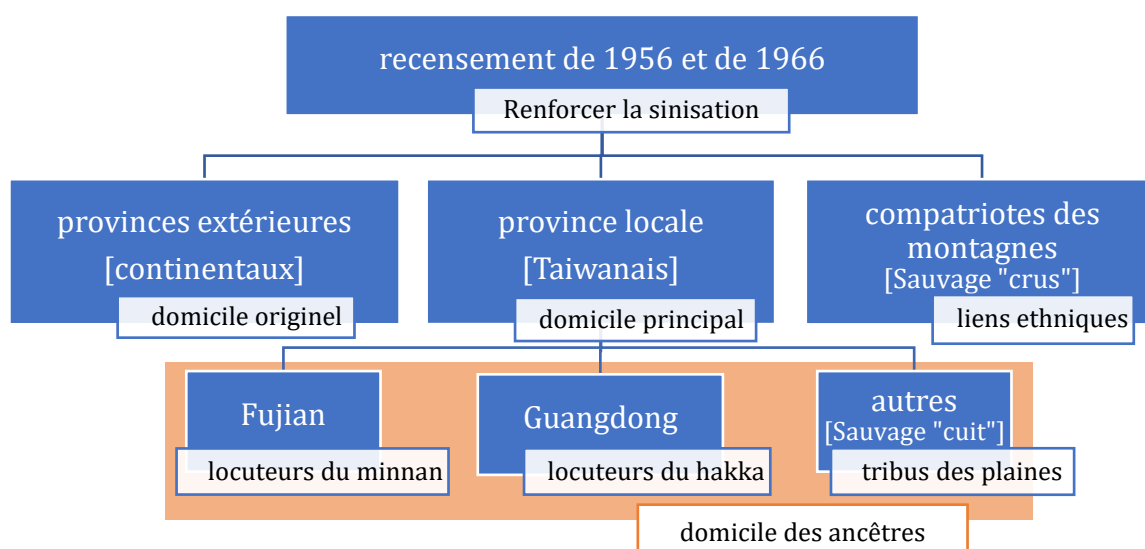 recensement de 1956 et de 1966
Renforcer la sinisation
provinces extérieures
[continentaux]
domicile originel
province locale
[Taiwanais]
domicile principal
compatriotes des
montagnes
[Sauvage "crus"]
liens ethniques
Fujian
locuteurs du minnan
Guangdong
locuteurs du hakka
autres
[Sauvage "cuit"]
tribus des plaines
domicile des ancêtres